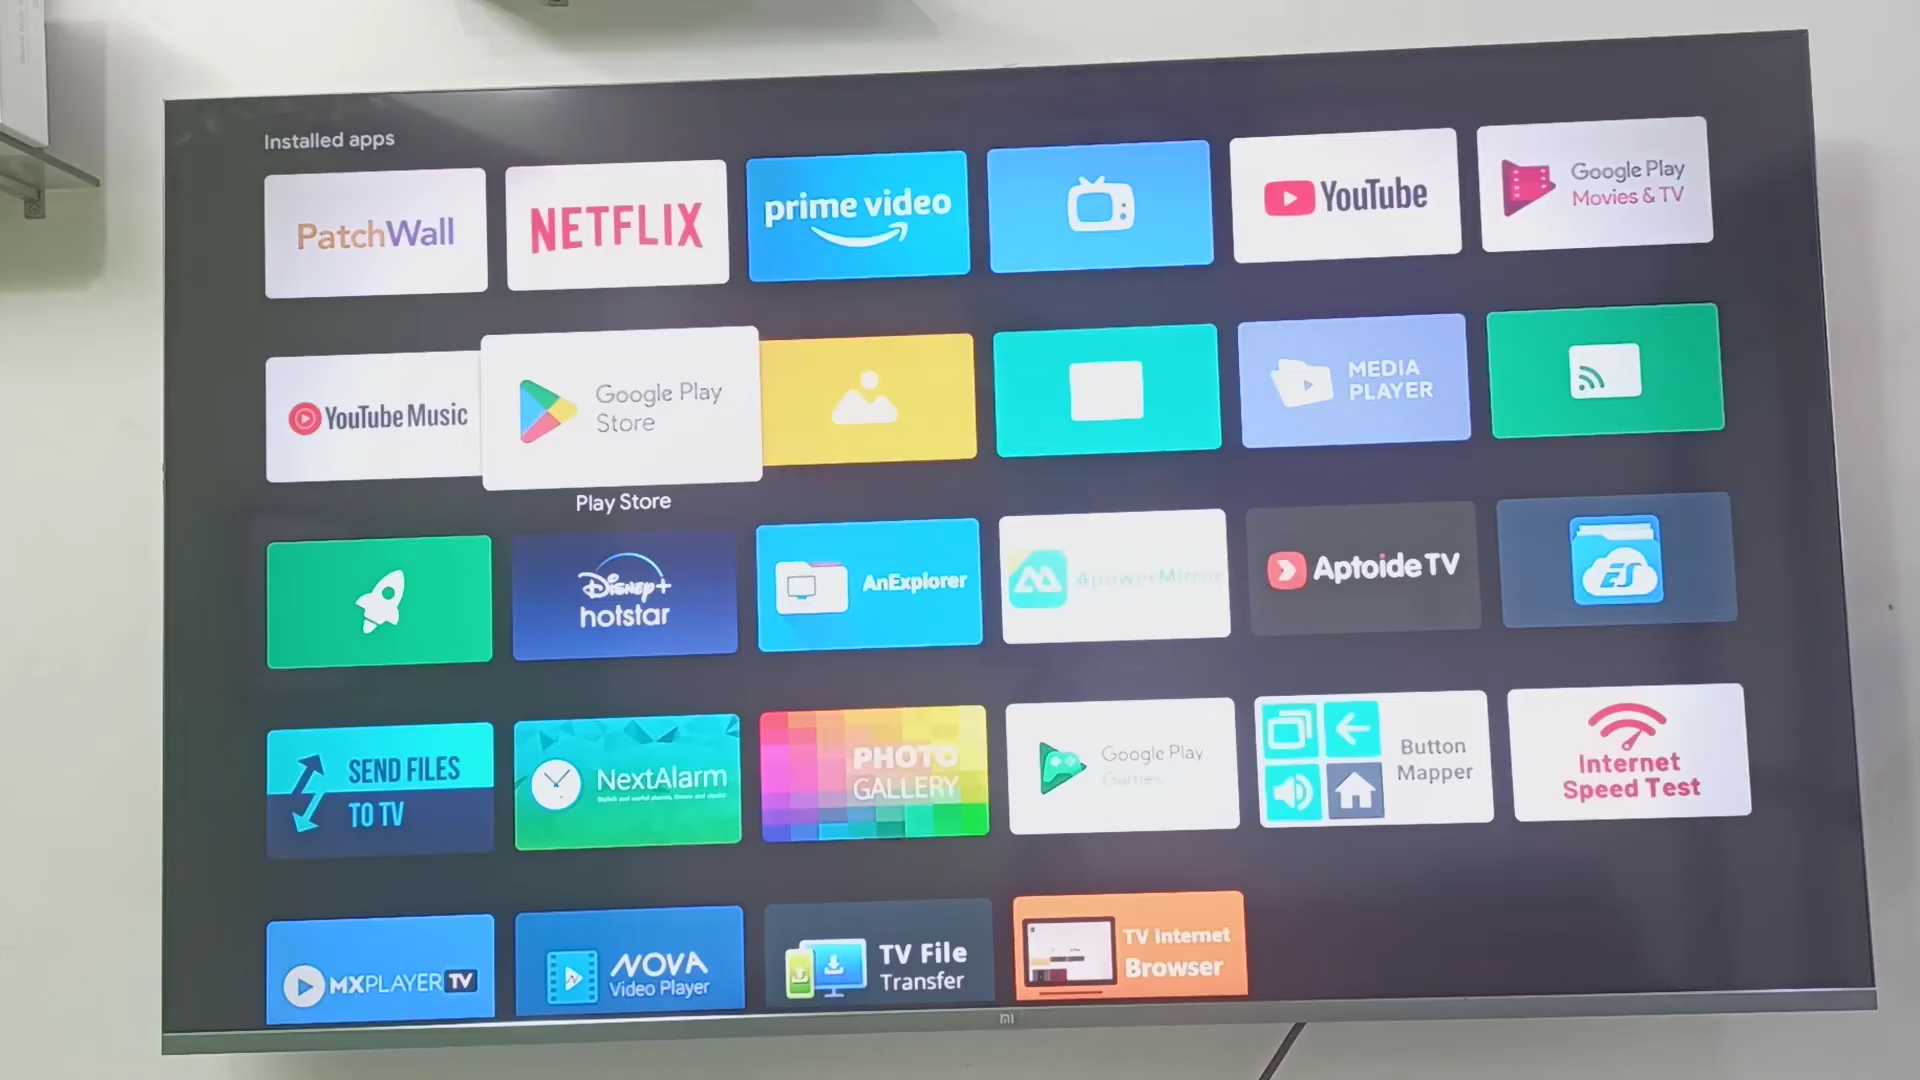 Installed apps
PatchWall
NETFLIX
prime video
YouTube
Google Play
Movies & TV
YouTube Music
Google Play
Store
MEDIA
PLAYER
Play Store
Disney+
hotstar
AnExplorer
ApowerMirror
Aptoide TV
ES
SEND FILES
TO TV
NextAlarm
PHOTO
GALLERY
Google Play
Games
Button
Mapper
Internet
Speed Test
MXPLAYER TV
NOVA
Video Player
TV File
Transfer
TV Internet
Browser
mi